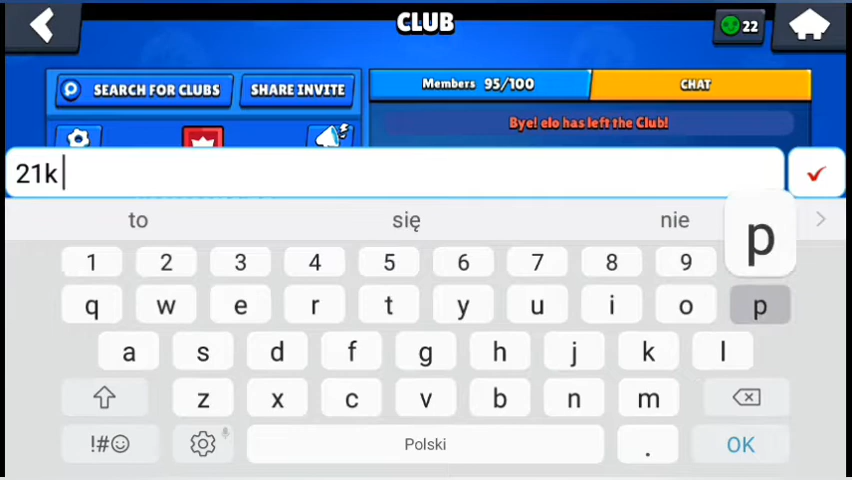 CLUB
22
SEARCH FOR CLUBS
SHARE INVITE
Members 95/100
CHAT
Bye! elo has left the Club!
21k
to się nie
p
1 2 3 4 5 6 7 8 9
q w e r t y u i o p
a s d f g h j k l
z x c v b n m
!#☺ Polski . OK